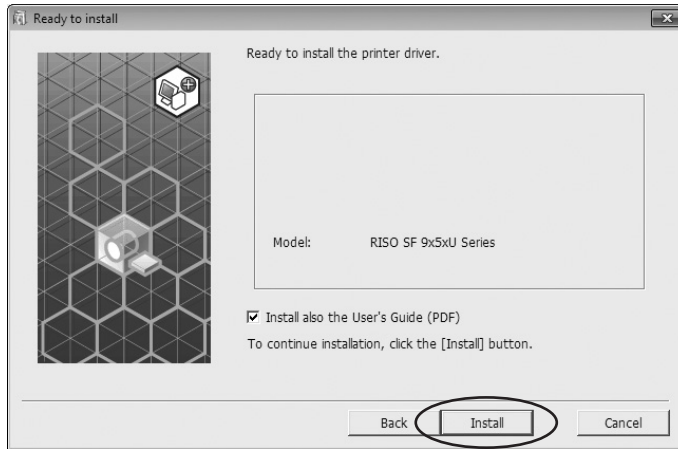 Ready to install
Ready to install the printer driver.
Model: RISO SF 9x5xU Series
Install also the User's Guide (PDF)
To continue installation, click the [Install] button.
Back Install Cancel